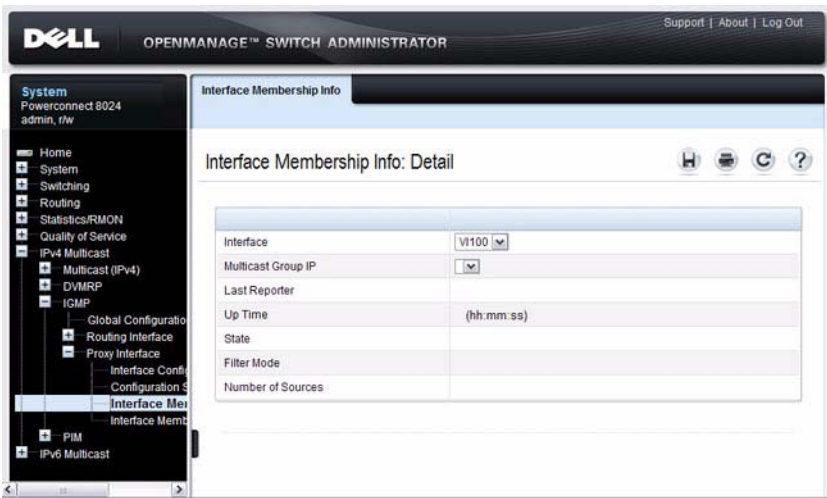 Support | About | Log Out
DELL
OPENMANAGE™ SWITCH ADMINISTRATOR
System
Powerconnect 8024
admin, r/w
Interface Membership Info
Home
System
Switching
Routing
Statistics/RMON
Quality of Service
IPv4 Multicast
Multicast (IPv4)
DVMRP
IGMP
Global Configuratio
Routing Interface
Proxy Interface
Interface Config
Configuration S
Interface Mer
Interface Memb
PIM
IPv6 Multicast
Interface Membership Info: Detail
Interface VI100
Multicast Group IP
Last Reporter
Up Time (hh:mm:ss)
State
Filter Mode
Number of Sources